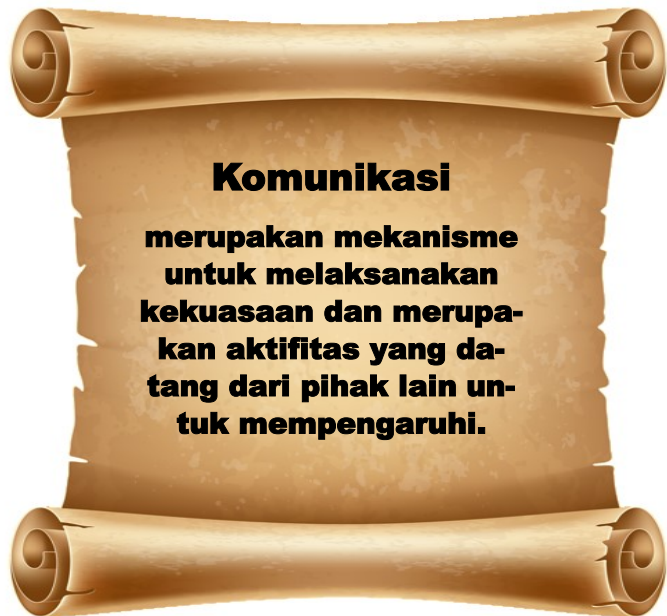 Komunikasi
merupakan mekanisme
untuk melaksanakan
kekuasaan dan merupa-
kan aktifitas yang da-
tang dari pihak lain un-
tuk mempengaruhi.